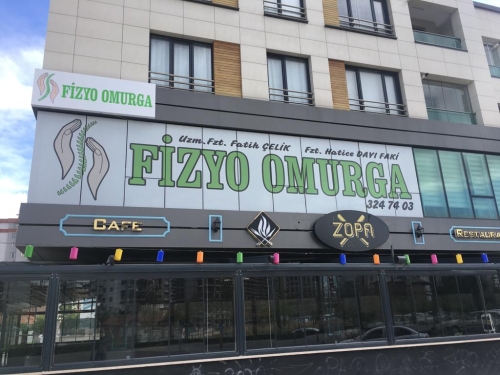 FİZYO OMURGA
Uzm.Fzt. Fatih ÇELİK Fzt. Hatice DAVI FAKİ
FİZYO OMURGA
324 74 03
CAFE
ZOPA